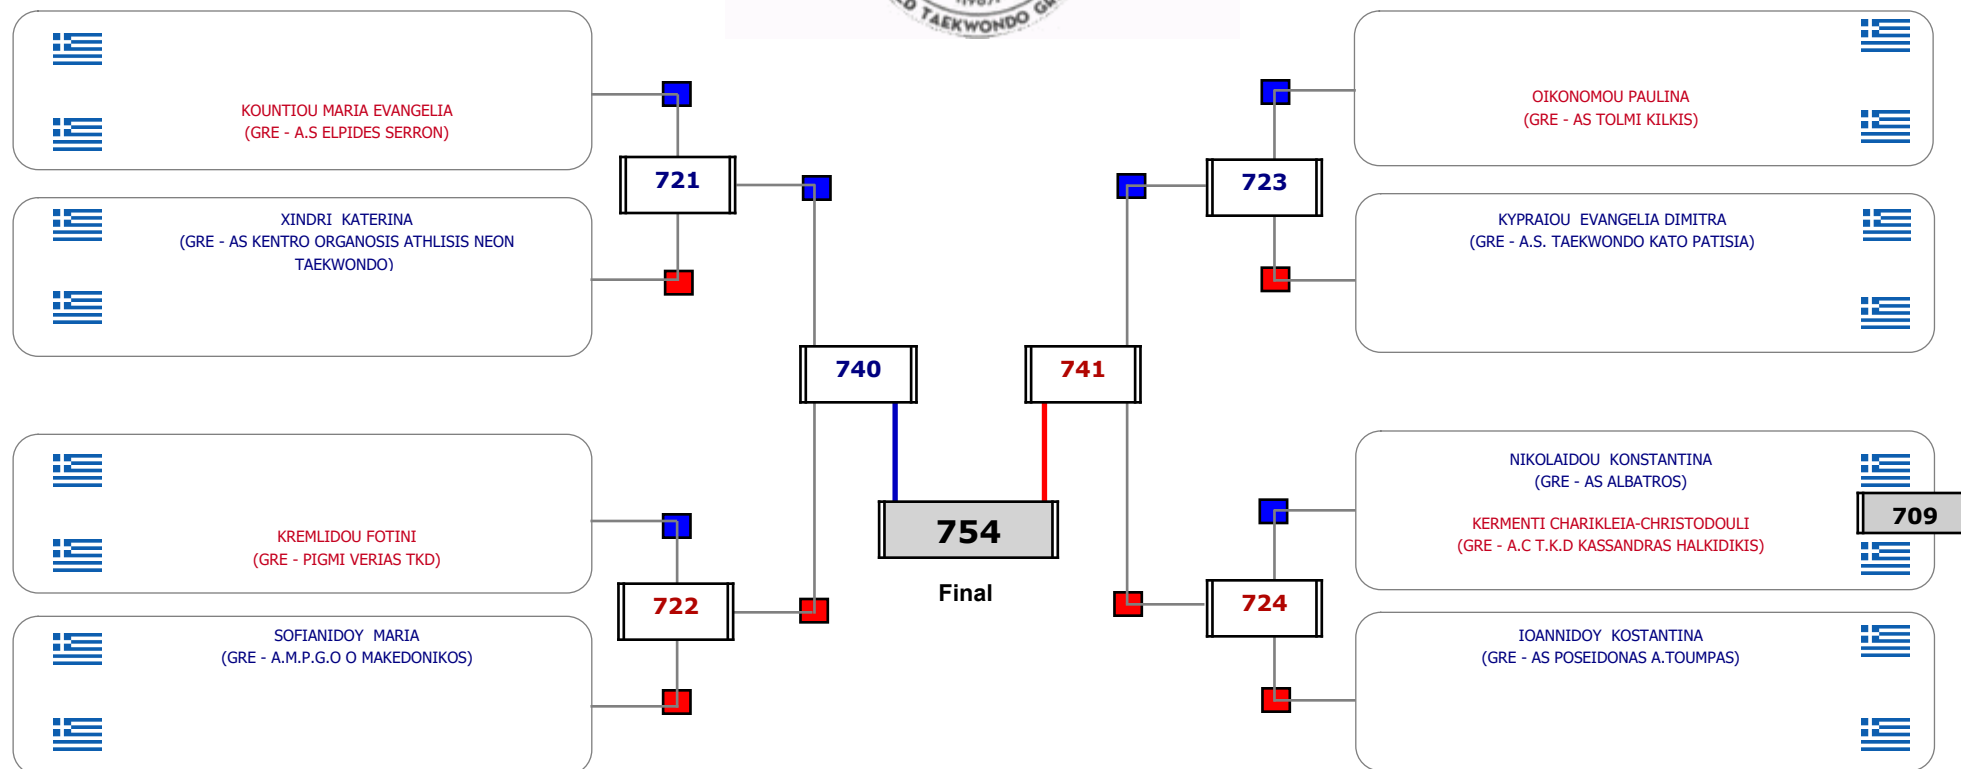 TAEKWONDO
KOUNTIOU MARIA EVANGELIA
(GRE - A.S ELPIDES SERRON)
721
XINDRI KATERINA
(GRE - AS KENTRO ORGANOSIS ATHLISIS NEON
TAEKWONDO)
740
KREMLIDOU FOTINI
(GRE - PIGMI VERIAS TKD)
722
SOFIANIDOY MARIA
(GRE - A.M.P.G.O O MAKEDONIKOS)
754
Final
OIKONOMOU PAULINA
(GRE - AS TOLMI KILKIS)
723
KYPRAIOU EVANGELIA DIMITRA
(GRE - A.S. TAEKWONDO KATO PATISIA)
741
NIKOLAIDOU KONSTANTINA
(GRE - AS ALBATROS)
709
KERMENTI CHARIKLEIA-CHRISTODOULI
(GRE - A.C T.K.D KASSANDRAS HALKIDIKIS)
724
IOANNIDOY KOSTANTINA
(GRE - AS POSEIDONAS A.TOUMPAS)